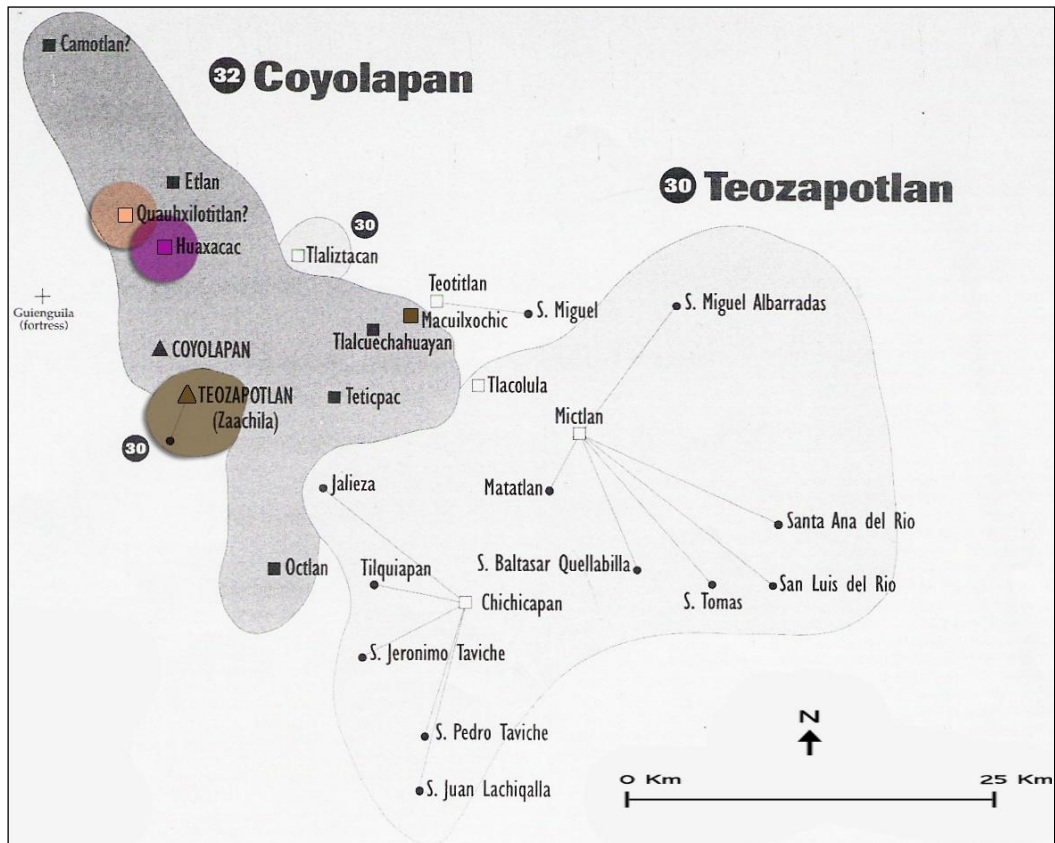 Camotlan?
32 Coyolapan
Etlan
30 Teozapotlan
Quauhxilotitlan?
30
Huaxacac
Tlaliztacan
Teotitlan
S. Miguel
S. Miguel Albarradas
Guienguila
(fortress)
Macuilxochic
Tlalcuechahuayan
COYOLAPAN
TEOZAPOTLAN
(Zaachila)
Teticpac
Tlacolula
Mictlan
30
Jalieza
Matatlan
Santa Ana del Rio
Octlan
Tilquiapan
S. Baltasar Quellabilla
San Luis del Rio
Chichicapan
S. Tomas
S. Jeronimo Taviche
S. Pedro Taviche
N
S. Juan Lachiqalla
0 Km
25 Km